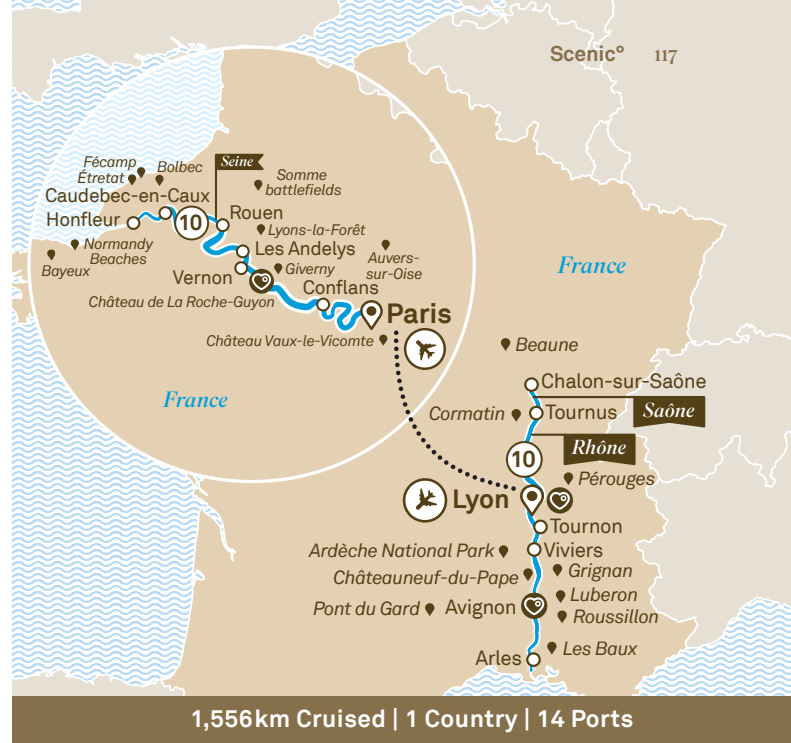 Scenic° 117
Fécamp
Étretat
Bolbec
Seine
Somme
battlefields
Caudebec-en-Caux
Honfleur
10
Rouen
Lyons-la-Forêt
Normandy
Beaches
Bayeux
Les Andelys
Auvers-
sur-Oise
Vernon
Giverny
Conflans
Château de La Roche-Guyon
Paris
Château Vaux-le-Vicomte
France
France
Beaune
Chalon-sur-Saône
Cormatin
Tournus
Saône
10
Rhône
Pérouges
Lyon
Tournon
Ardèche National Park
Viviers
Châteauneuf-du-Pape
Grignan
Luberon
Pont du Gard
Avignon
Roussillon
Les Baux
Arles
1,556km Cruised | 1 Country | 14 Ports